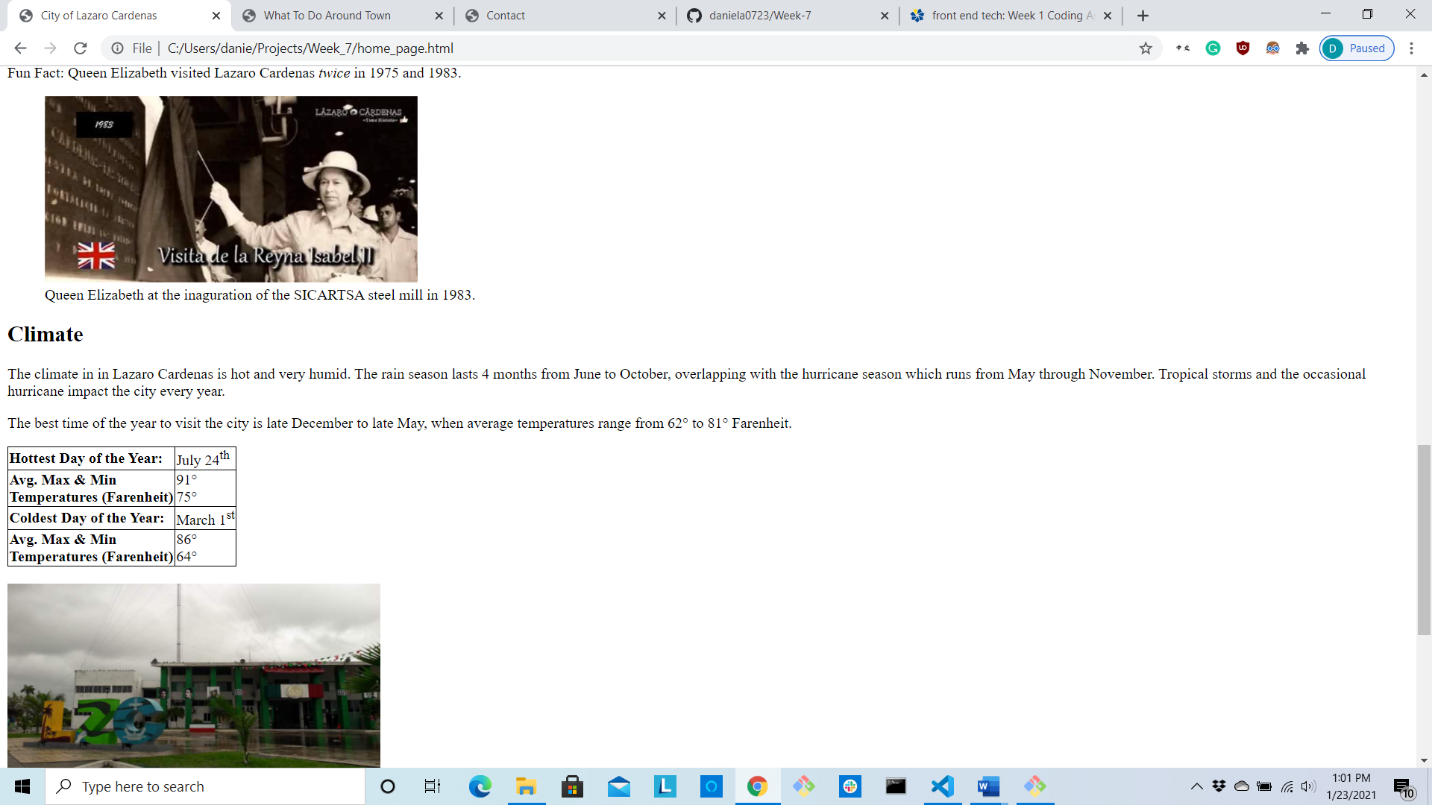 City of Lazaro Cardenas
What To Do Around Town
Contact
daniela0723/Week-7
front end tech: Week 1 Coding A
File
C:/Users/danie/Projects/Week_7/home_page.html
D Paused
Fun Fact: Queen Elizabeth visited Lazaro Cardenas twice in 1975 and 1983.
1983
LÁZARO CÁRDENAS
Visita de la Reyna Isabel II
Queen Elizabeth at the inaguration of the SICARTSA steel mill in 1983.
Climate
The climate in in Lazaro Cardenas is hot and very humid. The rain season lasts 4 months from June to October, overlapping with the hurricane season which runs from May through November. Tropical storms and the occasional
hurricane impact the city every year.
The best time of the year to visit the city is late December to late May, when average temperatures range from 62° to 81° Farenheit.
Hottest Day of the Year: July 24th
Avg. Max & Min 91°
Temperatures (Farenheit) 75°
Coldest Day of the Year: March 1st
Avg. Max & Min 86°
Temperatures (Farenheit) 64°
LZC
Type here to search
1:01 PM
1/23/2021
10